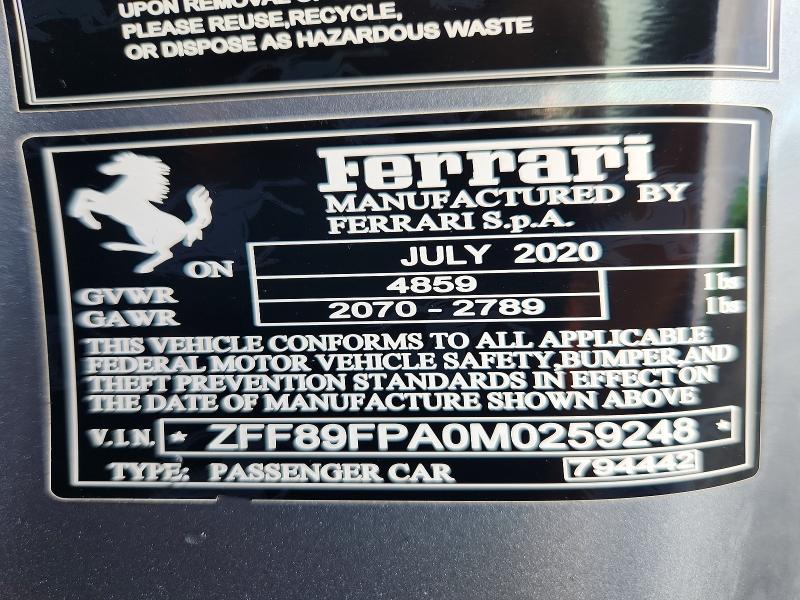 UPON REMOVAL
PLEASE REUSE,RECYCLE,
OR DISPOSE AS HAZARDOUS WASTE
Ferrari
MANUFACTURED BY
FERRARI S.p.A.
ON JULY 2020
GVWR 4859 lbs
GAWR 2070 - 2789 lbs
THIS VEHICLE CONFORMS TO ALL APPLICABLE
FEDERAL MOTOR VEHICLE SAFETY,BUMPER,AND
THEFT PREVENTION STANDARDS IN EFFECT ON
THE DATE OF MANUFACTURE SHOWN ABOVE
V.I.N. * ZFF89FPA0M0259248 *
TYPE: PASSENGER CAR 794442